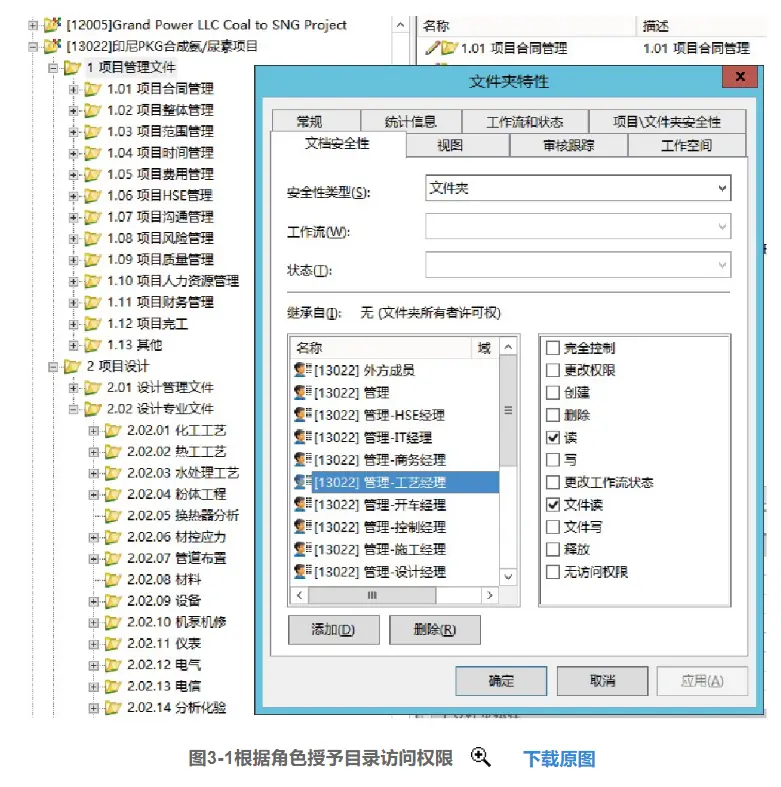 [12005]Grand Power LLC Coal to SNG Project
[13022]印尼PKG合成氨/尿素项目
1 项目管理文件
1.01 项目合同管理
1.02 项目整体管理
1.03 项目范围管理
1.04 项目时间管理
1.05 项目费用管理
1.06 项目HSE管理
1.07 项目沟通管理
1.08 项目风险管理
1.09 项目质量管理
1.10 项目人力资源管理
1.11 项目财务管理
1.12 项目完工
1.13 其他
2 项目设计
2.01 设计管理文件
2.02 设计专业文件
2.02.01 化工工艺
2.02.02 热工工艺
2.02.03 水处理工艺
2.02.04 粉体工程
2.02.05 换热器分析
2.02.06 材控应力
2.02.07 管道布置
2.02.08 材料
2.02.09 设备
2.02.10 机泵机修
2.02.11 仪表
2.02.12 电气
2.02.13 电信
2.02.14 分析化验
名称 描述
1.01 项目合同管理 1.01 项目合同管理
文件夹特性
x
常规 统计信息 工作流和状态 项目\文件夹安全性
文档安全性 视图 审核跟踪 工作空间
安全性类型(S): 文件夹
工作流(W):
状态(T):
继承自(I): 无 (文件夹所有者许可权)
名称 域
[13022] 外方成员
[13022] 管理
[13022] 管理-HSE经理
[13022] 管理-IT经理
[13022] 管理-商务经理
[13022] 管理-工艺经理
[13022] 管理-开车经理
[13022] 管理-控制经理
[13022] 管理-施工经理
[13022] 管理-设计经理
完全控制
更改权限
创建
删除
读
写
更改工作流状态
文件读
文件写
释放
无访问权限
添加(D) 删除(R)
确定 取消 应用(A)
图3-1根据角色授予目录访问权限 下载原图